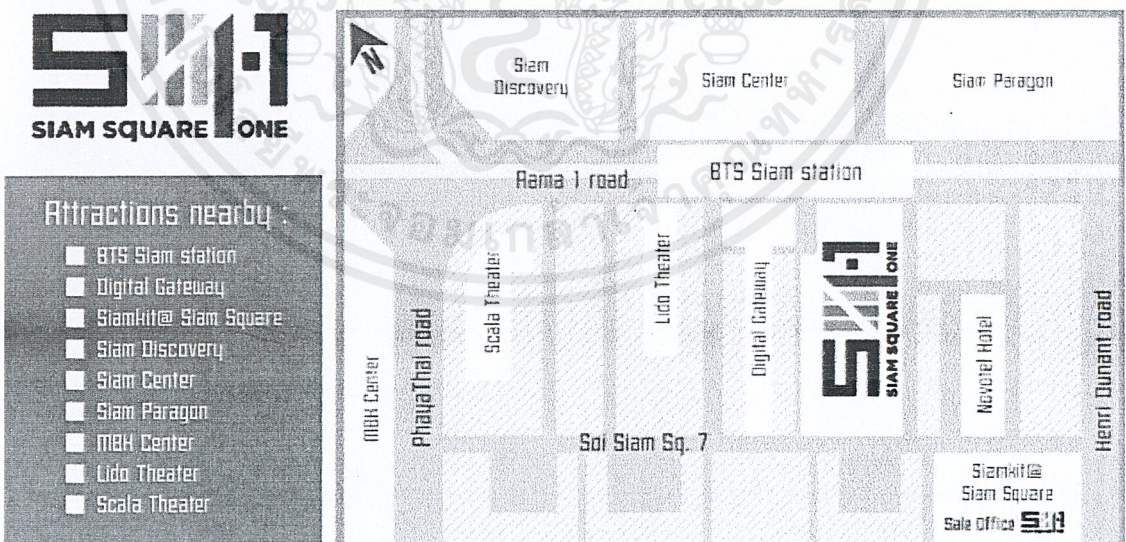 SIAM SQUARE ONE
Attractions nearby :
BTS Siam station
Digital Gateway
Siamkit@ Siam Square
Siam Discovery
Siam Center
Siam Paragon
MBK Center
Lido Theater
Scala Theater
N
Siam
Discovery
Siam Center
Siam Paragon
BTS Siam station
Rama 1 road
MBK Center
PhayaThai road
Scala Theater
Lido Theater
Digital Gateway
SIAM SQUARE ONE
Novotel Hotel
Henri Dunant road
Soi Siam Sq. 7
Siamkit@
Siam Square
Sale Office